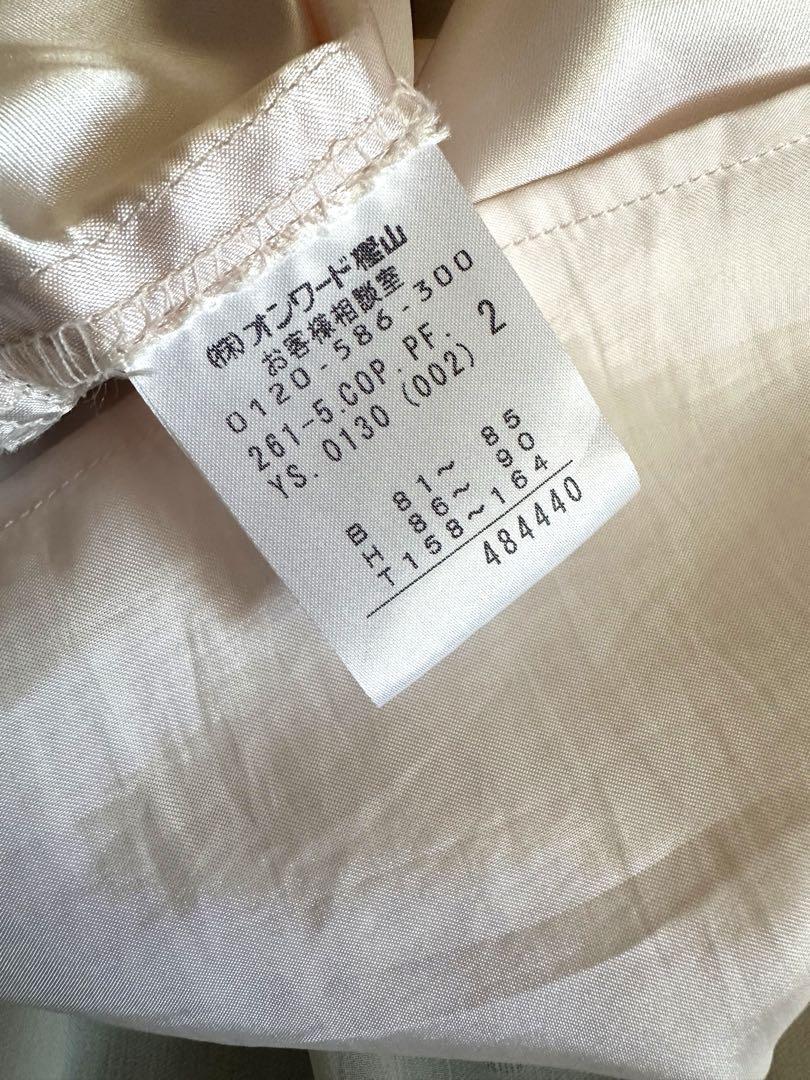 (株)オンワード樫山
お客様相談室
0120-586-300
261-5.COP.PF. 2
YS.0130(002)
B 81～ 85
H 86～ 90
T158～164
484440